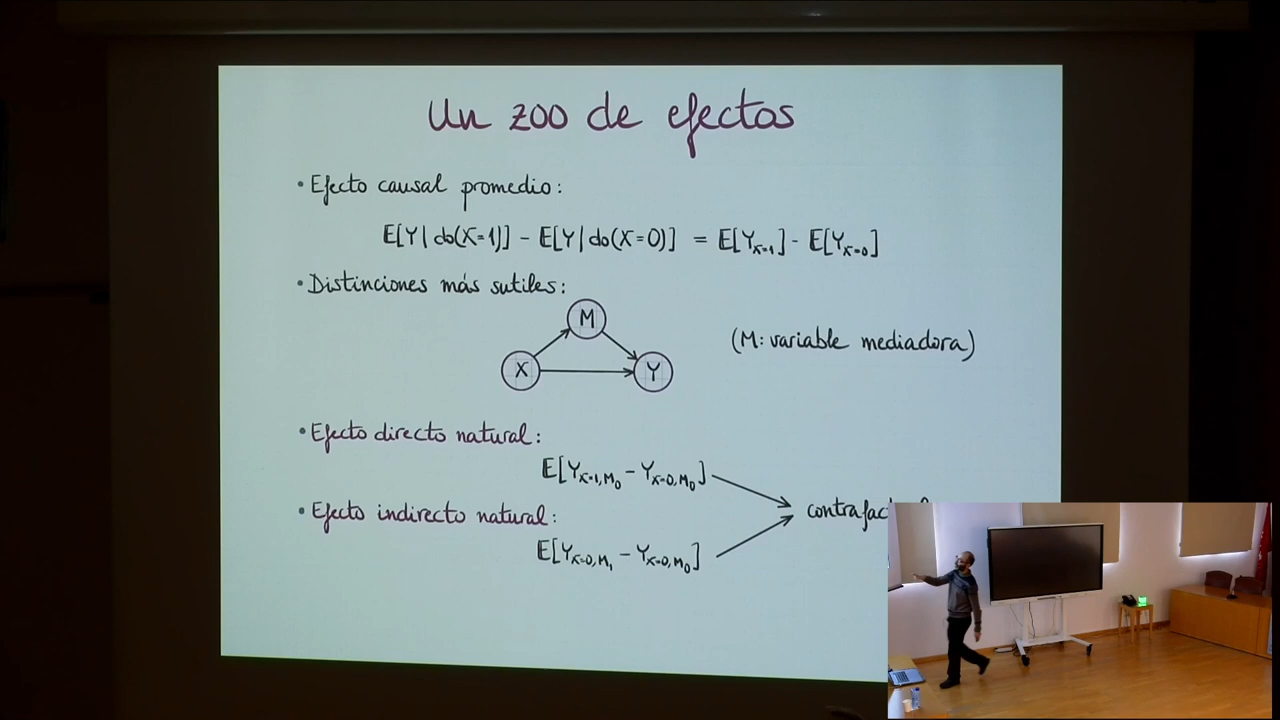 Un zoo de efectos
• Efecto causal promedio:
E[Y|do(X=1)] - E[Y|do(X=0)] = E[Y_{X=1}] - E[Y_{X=0}]
• Distinciones más sutiles:
M
(M: variable mediadora)
X Y
• Efecto directo natural:
E[Y_{X=1,M_0} - Y_{X=0,M_0}]
• Efecto indirecto natural:
E[Y_{X=0,M_1} - Y_{X=0,M_0}]